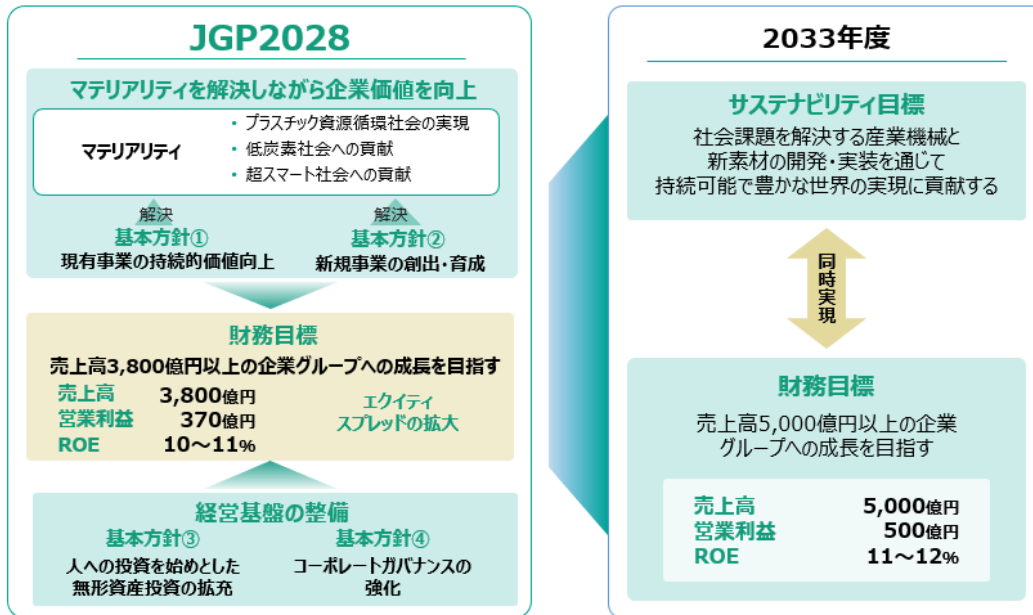 JGP2028
マテリアリティを解決しながら企業価値を向上
マテリアリティ
・ プラスチック資源循環社会の実現
・ 低炭素社会への貢献
・ 超スマート社会への貢献
解決
解決
基本方針①
基本方針②
現有事業の持続的価値向上
新規事業の創出・育成
財務目標
売上高3,800億円以上の企業グループへの成長を目指す
売上高 3,800億円
営業利益 370億円
ROE 10～11%
エクイティ
スプレッドの拡大
経営基盤の整備
基本方針③
人への投資を始めとした
無形資産投資の拡充
基本方針④
コーポレートガバナンスの
強化
2033年度
サステナビリティ目標
社会課題を解決する産業機械と
新素材の開発・実装を通じて
持続可能で豊かな世界の実現に貢献する
同時実現
財務目標
売上高5,000億円以上の企業
グループへの成長を目指す
売上高 5,000億円
営業利益 500億円
ROE 11～12%